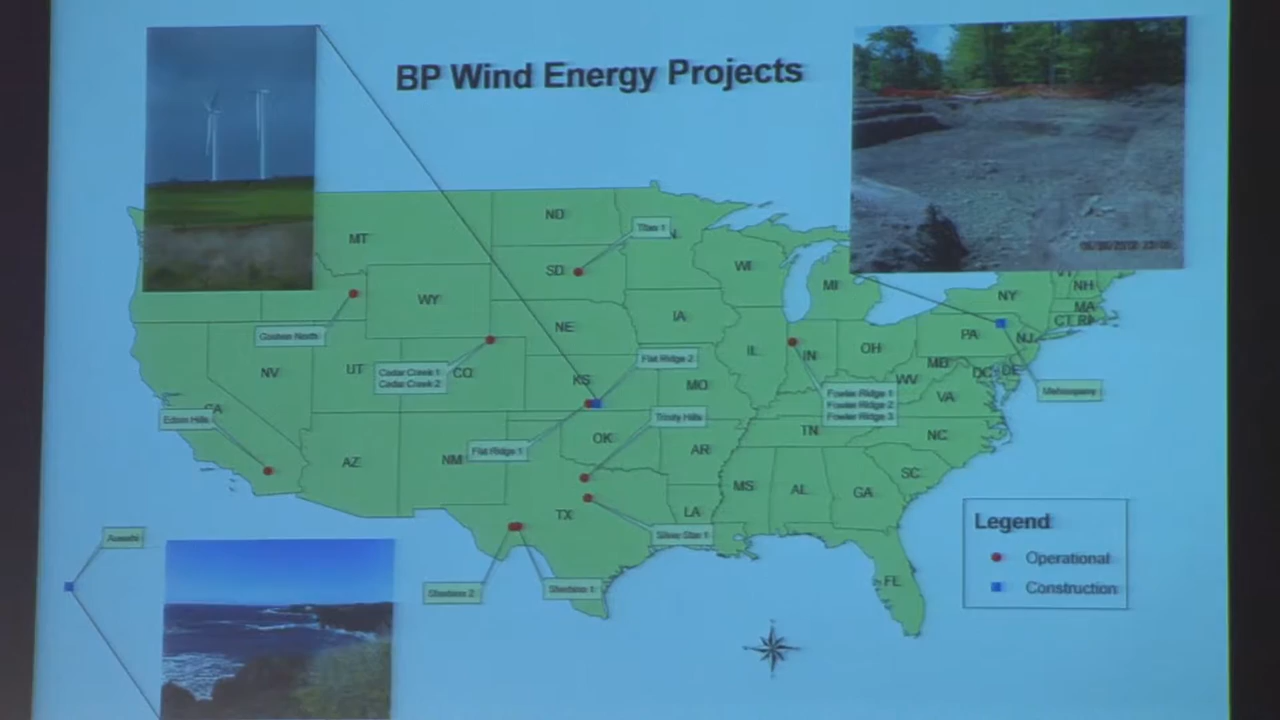 BP Wind Energy Projects
ND
MT
Titan 1
SD
WI
MI
NH
NY
WY
MA
IA
CT
RI
Goshen North
NE
PA
NJ
IL
IN
OH
Flat Ridge 2
MD
NV
UT
Cedar Creek 1
Cedar Creek 2
CO
KS
MO
WV
DC
DE
Mehoopany
VA
Fowler Ridge 1
Fowler Ridge 2
Fowler Ridge 3
CA
Edom Hills
Trinity Hills
TN
NC
OK
AZ
NM
Flat Ridge 1
AR
SC
MS
AL
GA
TX
LA
Silver Star 1
Legend
Operational
Construction
Auwahi
FL
Sherbino 2
Sherbino 1